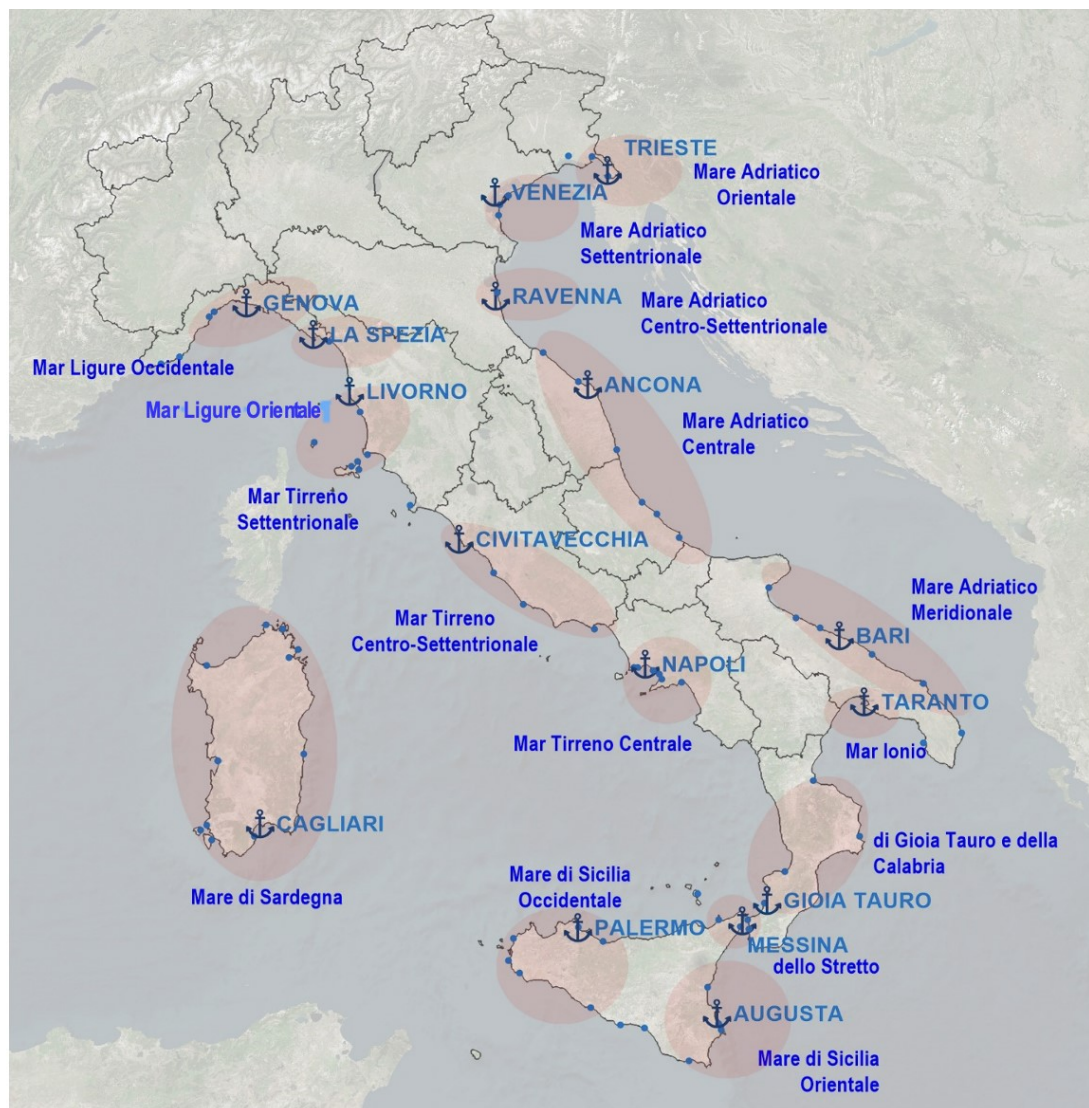 TRIESTE
Mare Adriatico
Orientale
VENEZIA
Mare Adriatico
Settentrionale
RAVENNA
Mare Adriatico
Centro-Settentrionale
GENOVA
LA SPEZIA
Mar Ligure Occidentale
LIVORNO
ANCONA
Mar Ligure Orientale¶
Mare Adriatico
Centrale
Mar Tirreno
Settentrionale
CIVITAVECCHIA
Mare Adriatico
Meridionale
Mar Tirreno
Centro-Settentrionale
BARI
NAPOLI
TARANTO
Mar Tirreno Centrale
Mar Ionio
CAGLIARI
di Gioia Tauro e della
Calabria
Mare di Sardegna
Mare di Sicilia
Occidentale
GIOIA TAURO
PALERMO
MESSINA
dello Stretto
AUGUSTA
Mare di Sicilia
Orientale